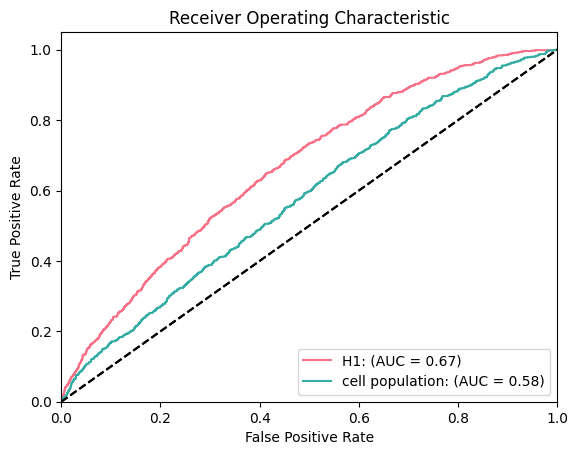 Receiver Operating Characteristic
1.0
0.8
0.6
0.4
0.2
0.0
True Positive Rate
H1: (AUC = 0.67)
cell population: (AUC = 0.58)
0.0 0.2 0.4 0.6 0.8 1.0
False Positive Rate